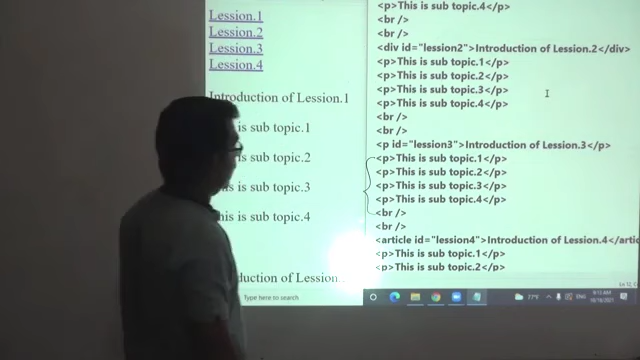 Lession.1
Lession.2
Lession.3
Lession.4
Introduction of Lession.1
is sub topic.1
is sub topic.2
is sub topic.3
his is sub topic.4
duction of Lession
<p>This is sub topic.4</p>
<br />
<br />
<div id="lession2">Introduction of Lession.2</div>
<p>This is sub topic.1</p>
<p>This is sub topic.2</p>
<p>This is sub topic.3</p>
<p>This is sub topic.4</p>
<br />
<br />
<p id="lession3">Introduction of Lession.3</p>
<p>This is sub topic.1</p>
<p>This is sub topic.2</p>
<p>This is sub topic.3</p>
<p>This is sub topic.4</p>
<br />
<br />
<article id="lession4">Introduction of Lession.4</artic
<p>This is sub topic.1</p>
<p>This is sub topic.2</p>
Type here to search
77°F
ENG